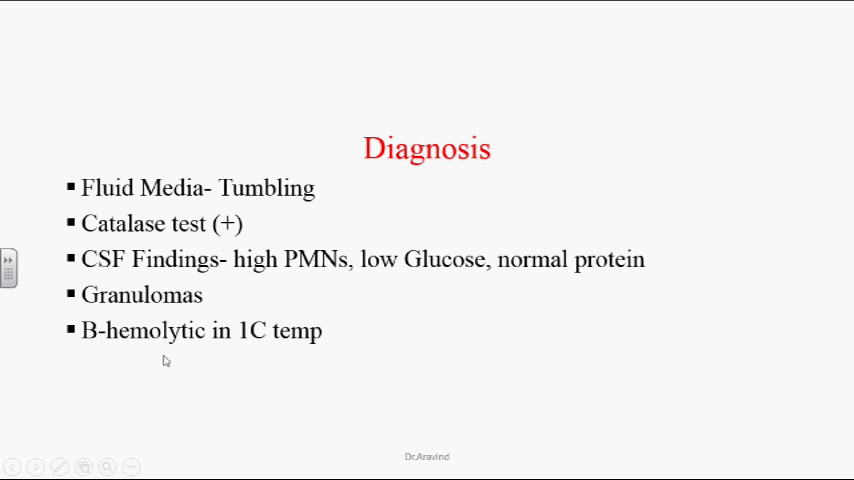 Diagnosis
▪ Fluid Media- Tumbling
▪ Catalase test (+)
▪ CSF Findings- high PMNs, low Glucose, normal protein
▪ Granulomas
▪ B-hemolytic in 1C temp
Dr.Aravind